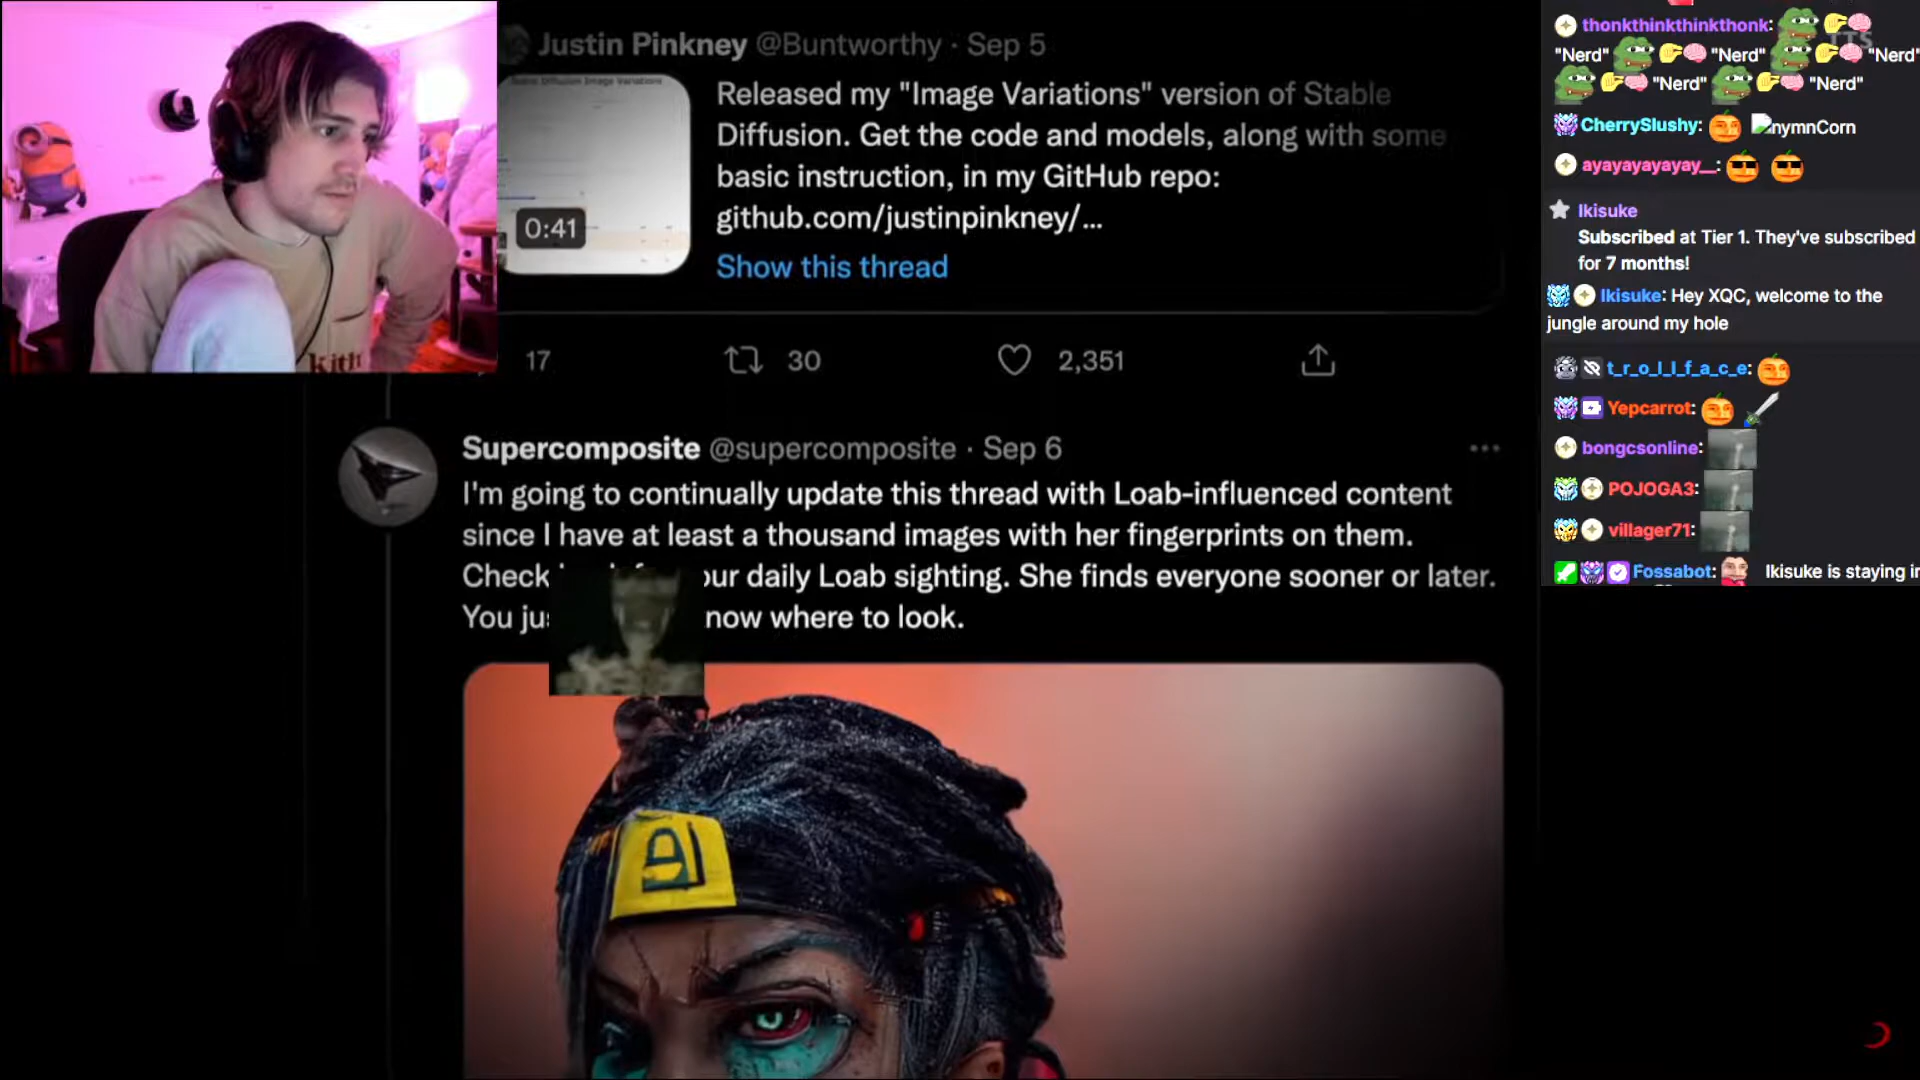 Justin Pinkney @Buntworthy · Sep 5
Released my "Image Variations" version of Stable
Diffusion. Get the code and models, along with some
basic instruction, in my GitHub repo:
github.com/justinpinkney/...
0:41
Show this thread
17
30
2,351
Supercomposite @supercomposite · Sep 6
I'm going to continually update this thread with Loab-influenced content
since I have at least a thousand images with her fingerprints on them.
Check our daily Loab sighting. She finds everyone sooner or later.
You now where to look.
Kith
thonkthinkthinkthonk:
TTS
"Nerd" "Nerd" "Nerd"
"Nerd" "Nerd"
CherrySlushy: nymnCorn
ayayayayayay__:
Ikisuke
Subscribed at Tier 1. They've subscribed
for 7 months!
Ikisuke: Hey XQC, welcome to the
jungle around my hole
t_r_o_l_l_f_a_c_e:
Yepcarrot:
bongcsonline:
POJOGA3:
villager71:
Fossabot: Ikisuke is staying in